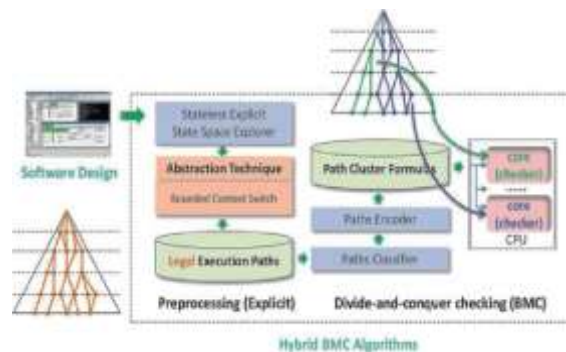 Software Design
Stateless Explicit
State Space Explorer
Abstraction Technique
Bounded Context Switch
Legal Execution Paths
Preprocessing (Explicit)
Path Cluster Formula
Paths Encoder
Paths Classifier
Divide-and-conquer checking (BMC)
core
(checker)
......
core
(checker)
CPU
Hybrid BMC Algorithms